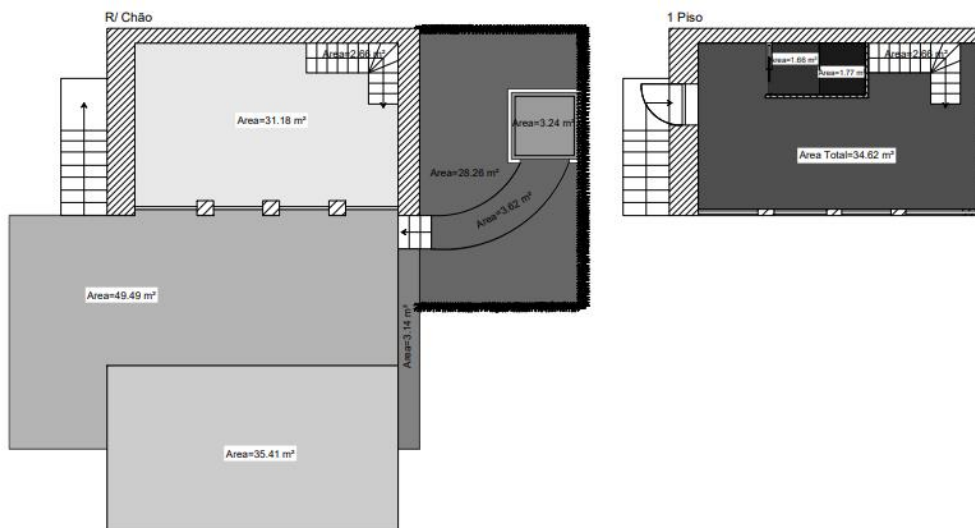 R/ Chão
1 Piso
Area=2.66 m²
Area=2.66 m²
Area=1.66 m²
Area=1.77 m²
Area=31.18 m²
Area=3.24 m²
Area Total=34.62 m²
Area=28.26 m²
Area=3.62 m²
Area=49.49 m²
Area=3.14 m²
Area=35.41 m²